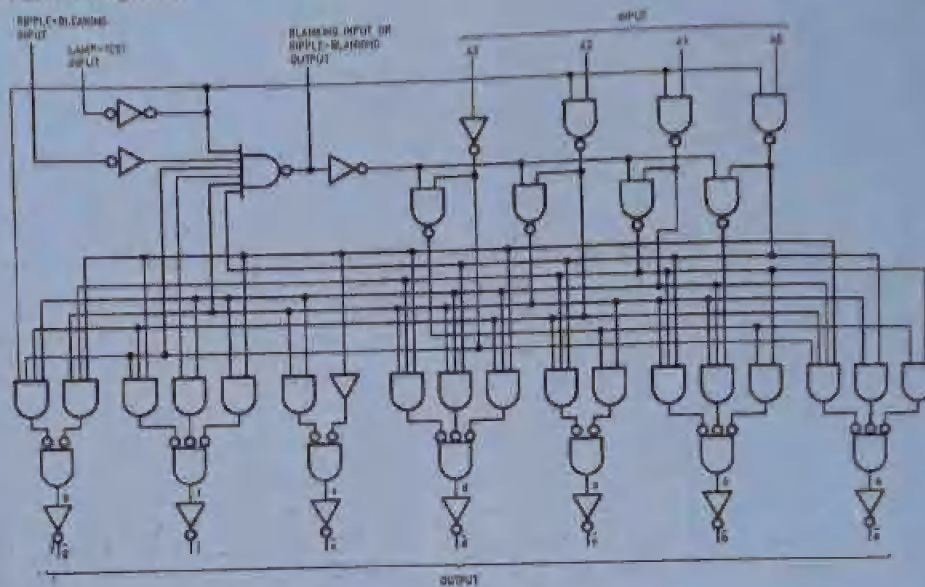 RIPPLE-BLANKING
INPUT
LAMP-TEST
INPUT
BLANKING INPUT OR
RIPPLE-BLANKING
OUTPUT
INPUT
A3
A2
A1
A0
g
f
e
d
c
b
a
OUTPUT